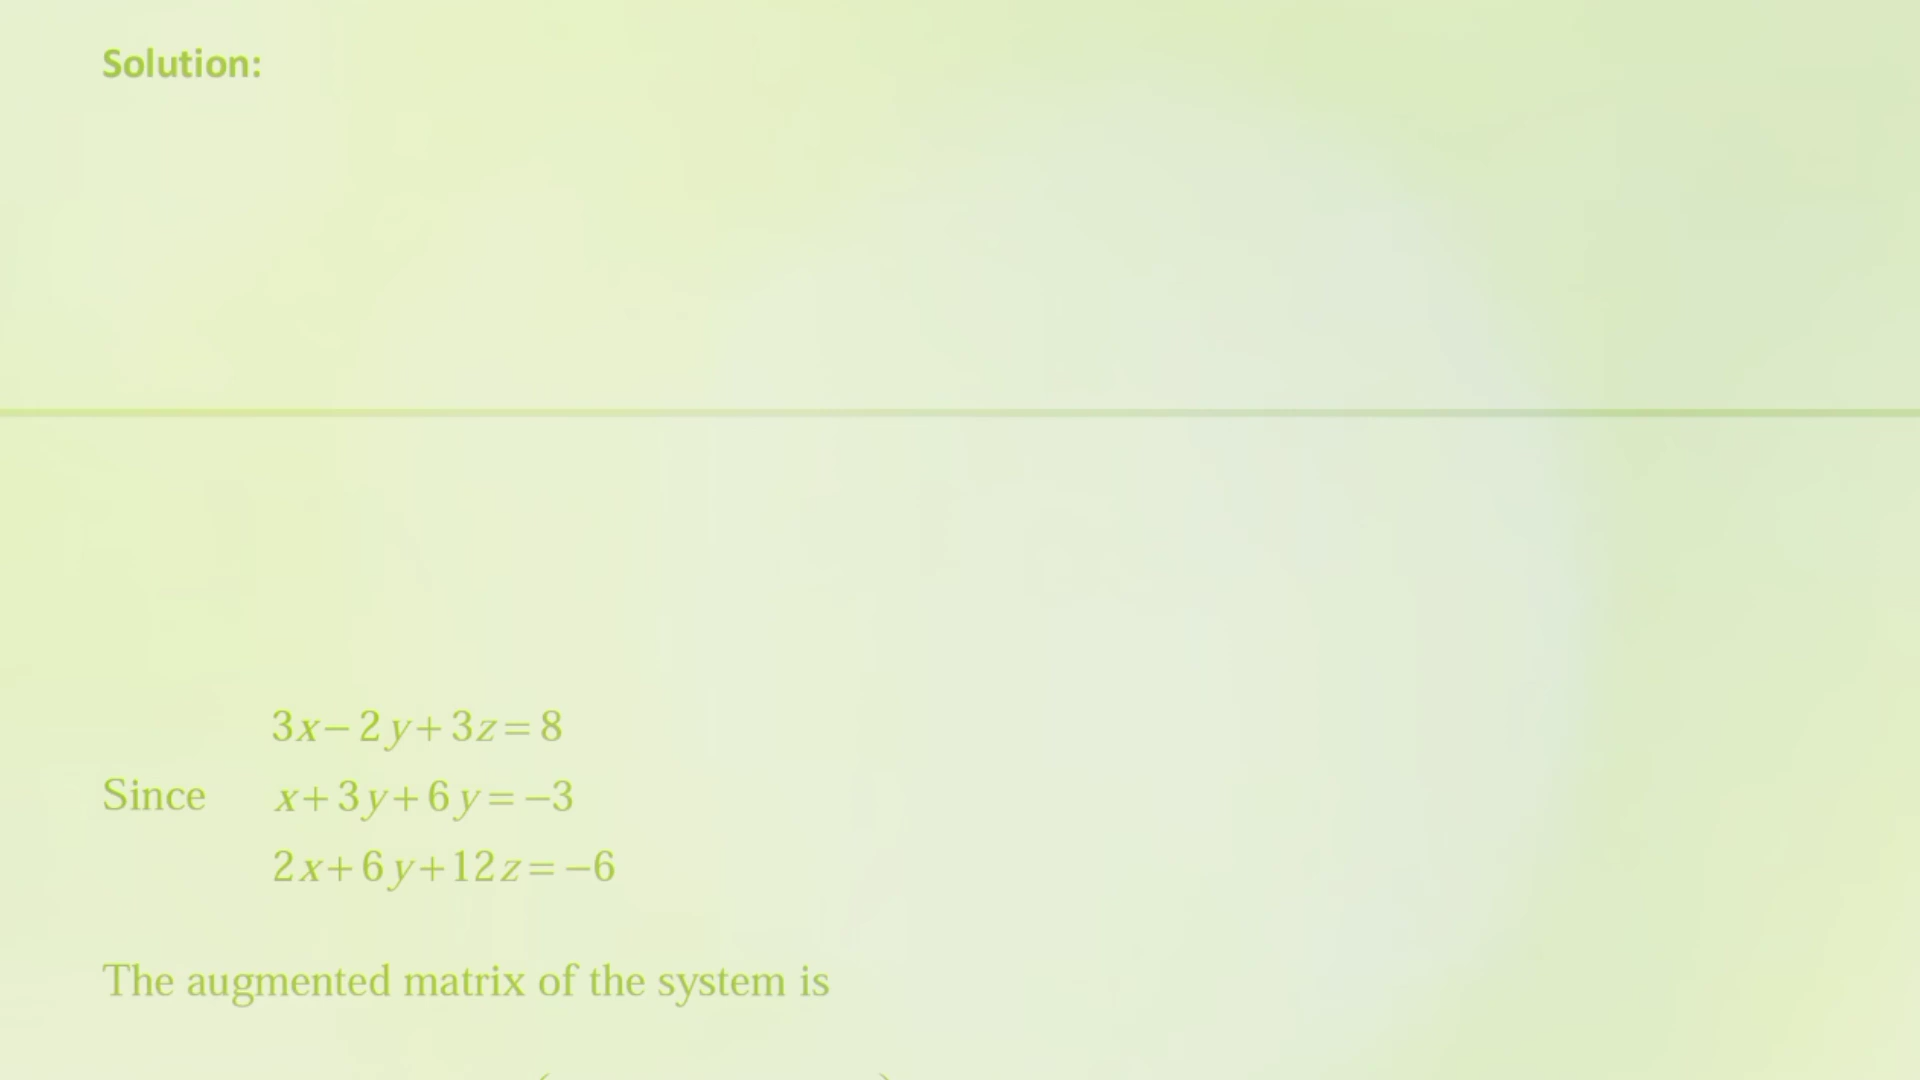 Solution:
3x−2y+3z=8
Since x+3y+6y=−3
2x+6y+12z=−6
The augmented matrix of the system is